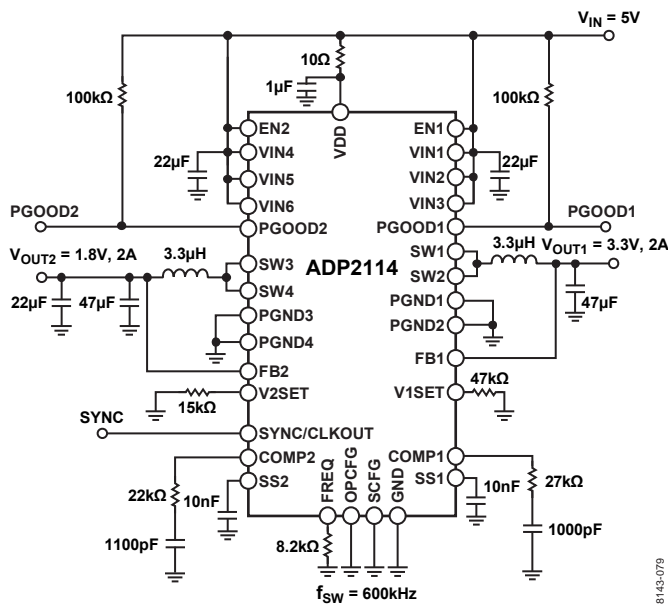 V_IN = 5V
10Ω
1µF
100kΩ
100kΩ
VDD
EN2
EN1
VIN4
VIN1
22µF
22µF
VIN5
VIN2
VIN6
VIN3
PGOOD2
PGOOD2
PGOOD1
PGOOD1
V_OUT2 = 1.8V, 2A
3.3µH
SW3
ADP2114
SW1
3.3µH
V_OUT1 = 3.3V, 2A
SW4
SW2
22µF
47µF
47µF
PGND3
PGND1
PGND4
PGND2
FB2
FB1
V2SET
V1SET
47kΩ
15kΩ
SYNC
SYNC/CLKOUT
COMP2
COMP1
SS2
SS1
FREQ
OPCFG
SCFG
GND
22kΩ
10nF
10nF
27kΩ
1100pF
8.2kΩ
1000pF
f_SW = 600kHz
8143-079